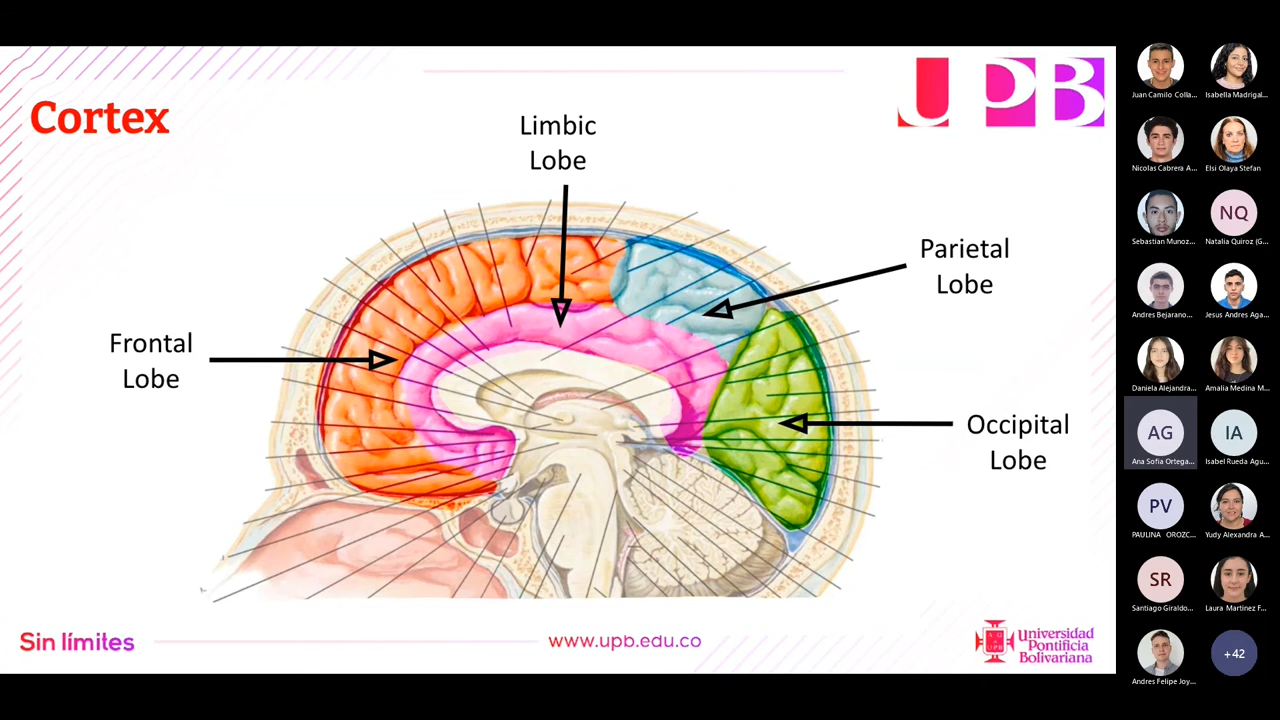 Cortex
UPB
Limbic
Lobe
Parietal
Lobe
Frontal
Lobe
Occipital
Lobe
Sin límites
www.upb.edu.co
Universidad
Pontificia
Bolivariana
Juan Camilo Colla...
Isabella Madrigal...
Nicolas Cabrera A...
Elsi Olaya Stefan
Sebastian Munoz...
NQ
Natalia Quiroz (G...
Andres Bejarano...
Jesus Andres Aga...
Daniela Alejandra...
Amalia Medina M...
AG
Ana Sofia Ortega...
IA
Isabel Rueda Agu...
PV
PAULINA OROZC...
Yudy Alexandra A...
SR
Santiago Giraldo...
Laura Martinez F...
Andres Felipe Joy...
+42